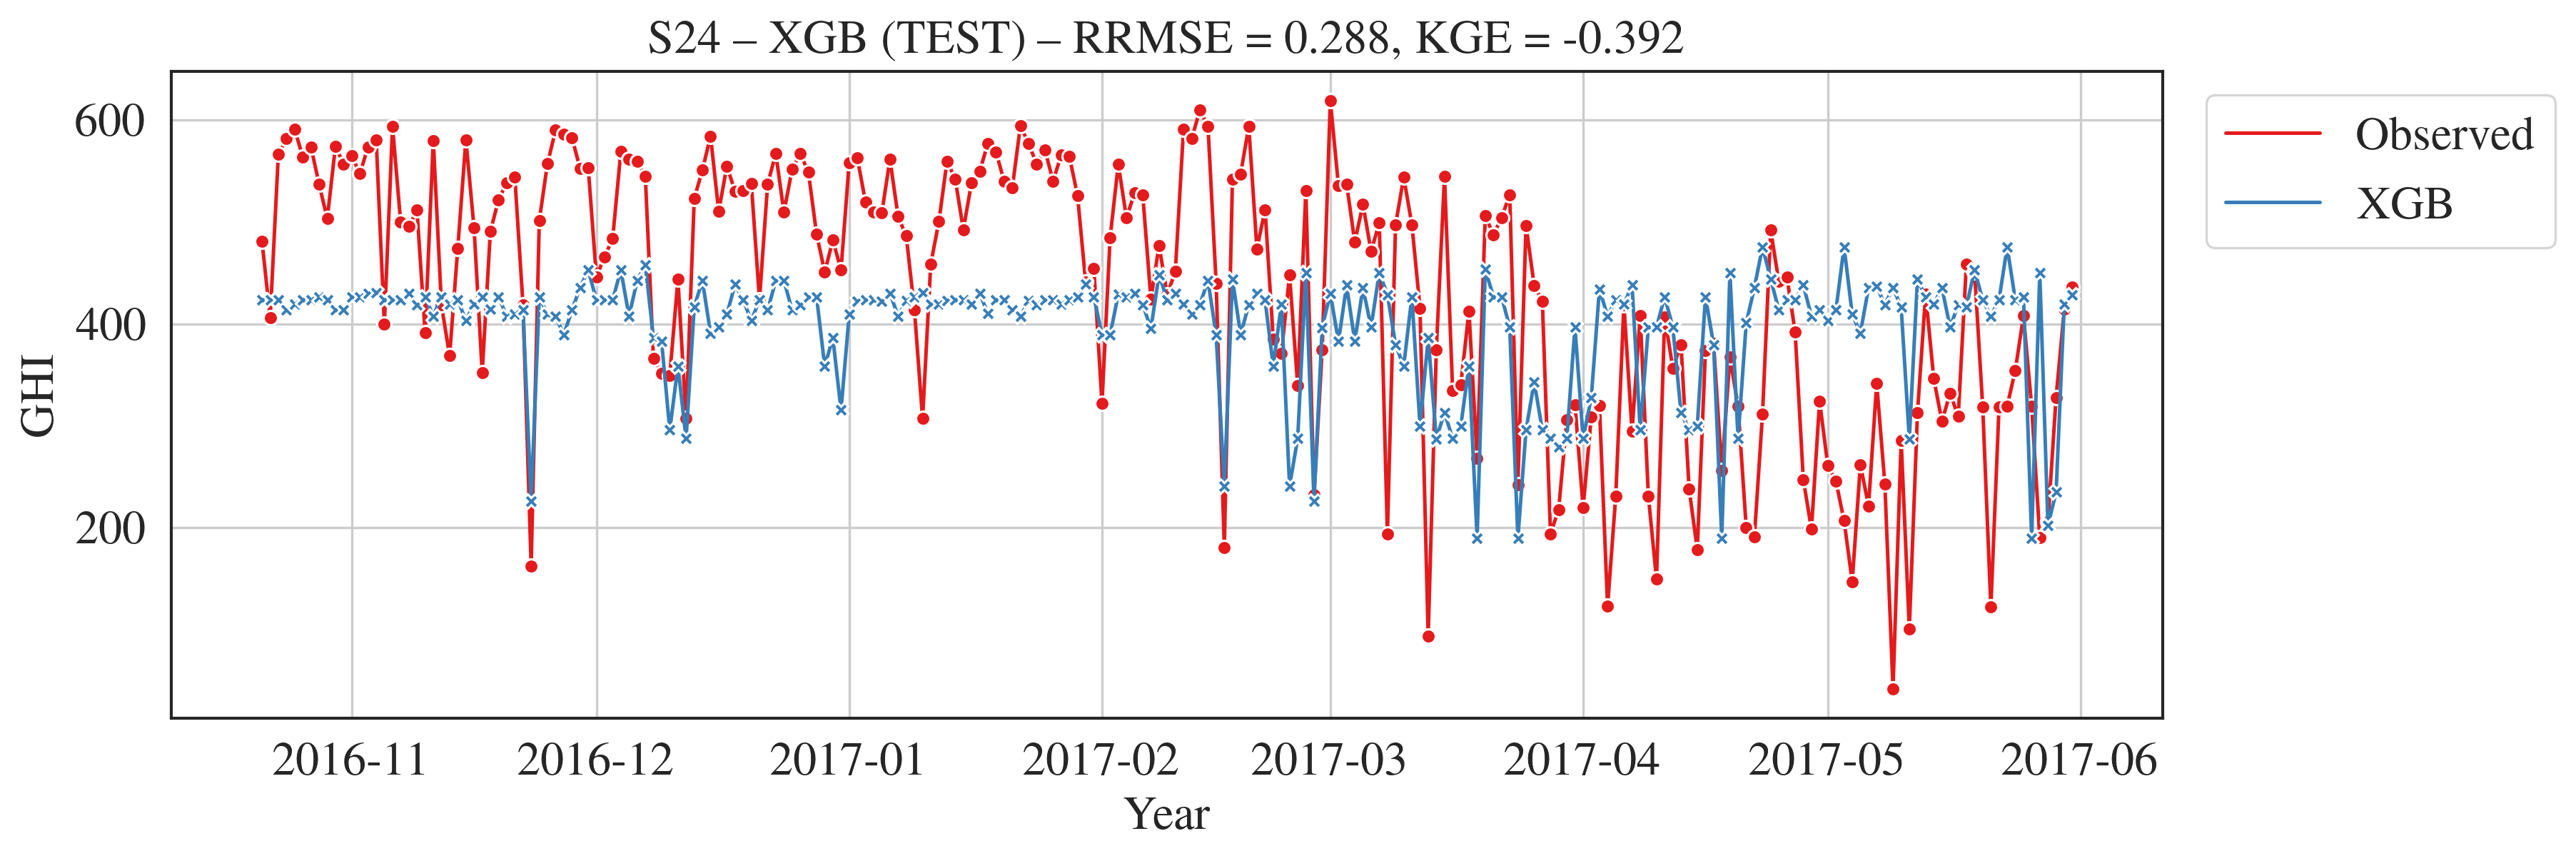 S24 – XGB (TEST) – RRMSE = 0.288, KGE = -0.392
600
400
200
GHI
2016-11 2016-12 2017-01 2017-02 2017-03 2017-04 2017-05 2017-06
Year
Observed
XGB